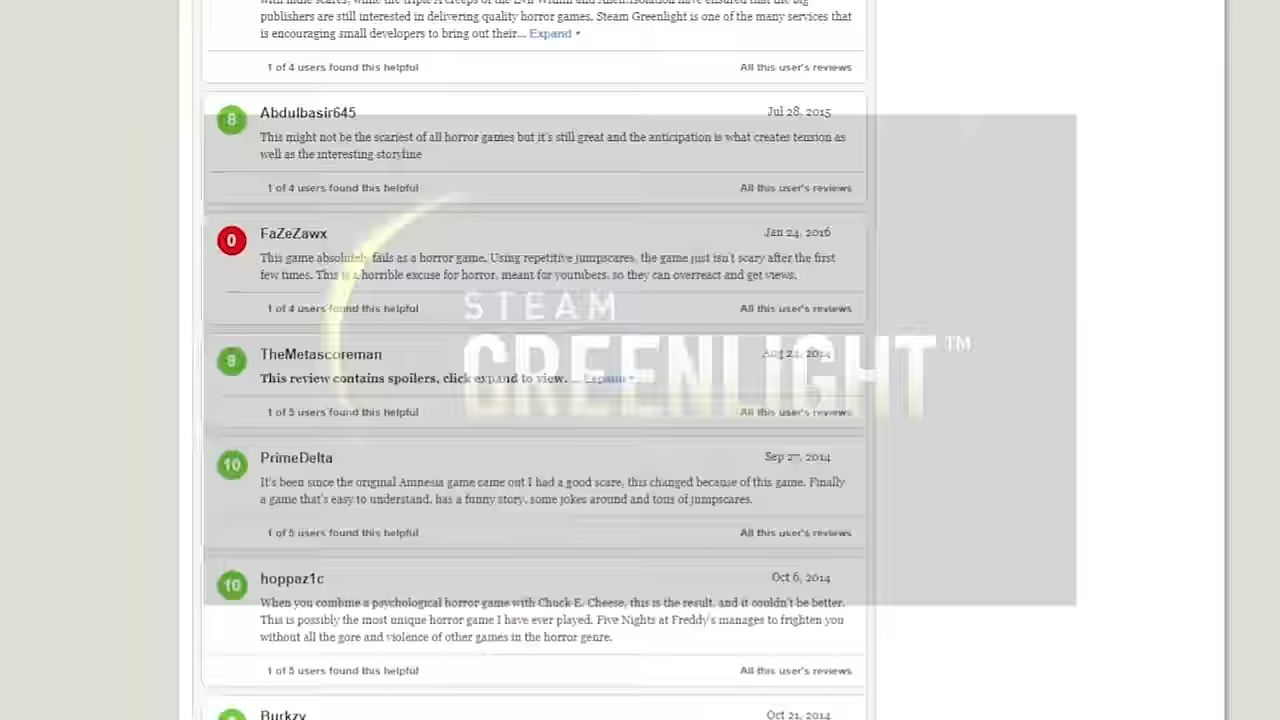 with indie scares, while the triple A creeps of the Evil Within and Alien:Isolation have ensured that the big
publishers are still interested in delivering quality horror games. Steam Greenlight is one of the many services that
is encouraging small developers to bring out their... Expand
1 of 4 users found this helpful All this user's reviews
8 Abdulbasir645 Jul 28, 2015
This might not be the scariest of all horror games but it's still great and the anticipation is what creates tension as
well as the interesting storyline
1 of 4 users found this helpful All this user's reviews
0 FaZeZawx Jan 24, 2016
This game absolutely fails as a horror game. Using repetitive jumpscares, the game just isn't scary after the first
few times. This is a horrible excuse for horror, meant for youtubers, so they can overreact and get views.
1 of 4 users found this helpful All this user's reviews
STEAM
GREENLIGHT™
TheMetascoreman Aug 24, 2014
This review contains spoilers, click expand to view. ... Expand
1 of 5 users found this helpful All this user's reviews
10 PrimeDelta Sep 27, 2014
It's been since the original Amnesia game came out I had a good scare, this changed because of this game. Finally
a game that's easy to understand, has a funny story, some jokes around and tons of jumpscares.
1 of 5 users found this helpful All this user's reviews
10 hoppaz1c Oct 6, 2014
When you combine a psychological horror game with Chuck E. Cheese, this is the result, and it couldn't be better.
This is possibly the most unique horror game I have ever played. Five Nights at Freddy's manages to frighten you
without all the gore and violence of other games in the horror genre.
1 of 5 users found this helpful All this user's reviews
Burkzy Oct 21, 2014